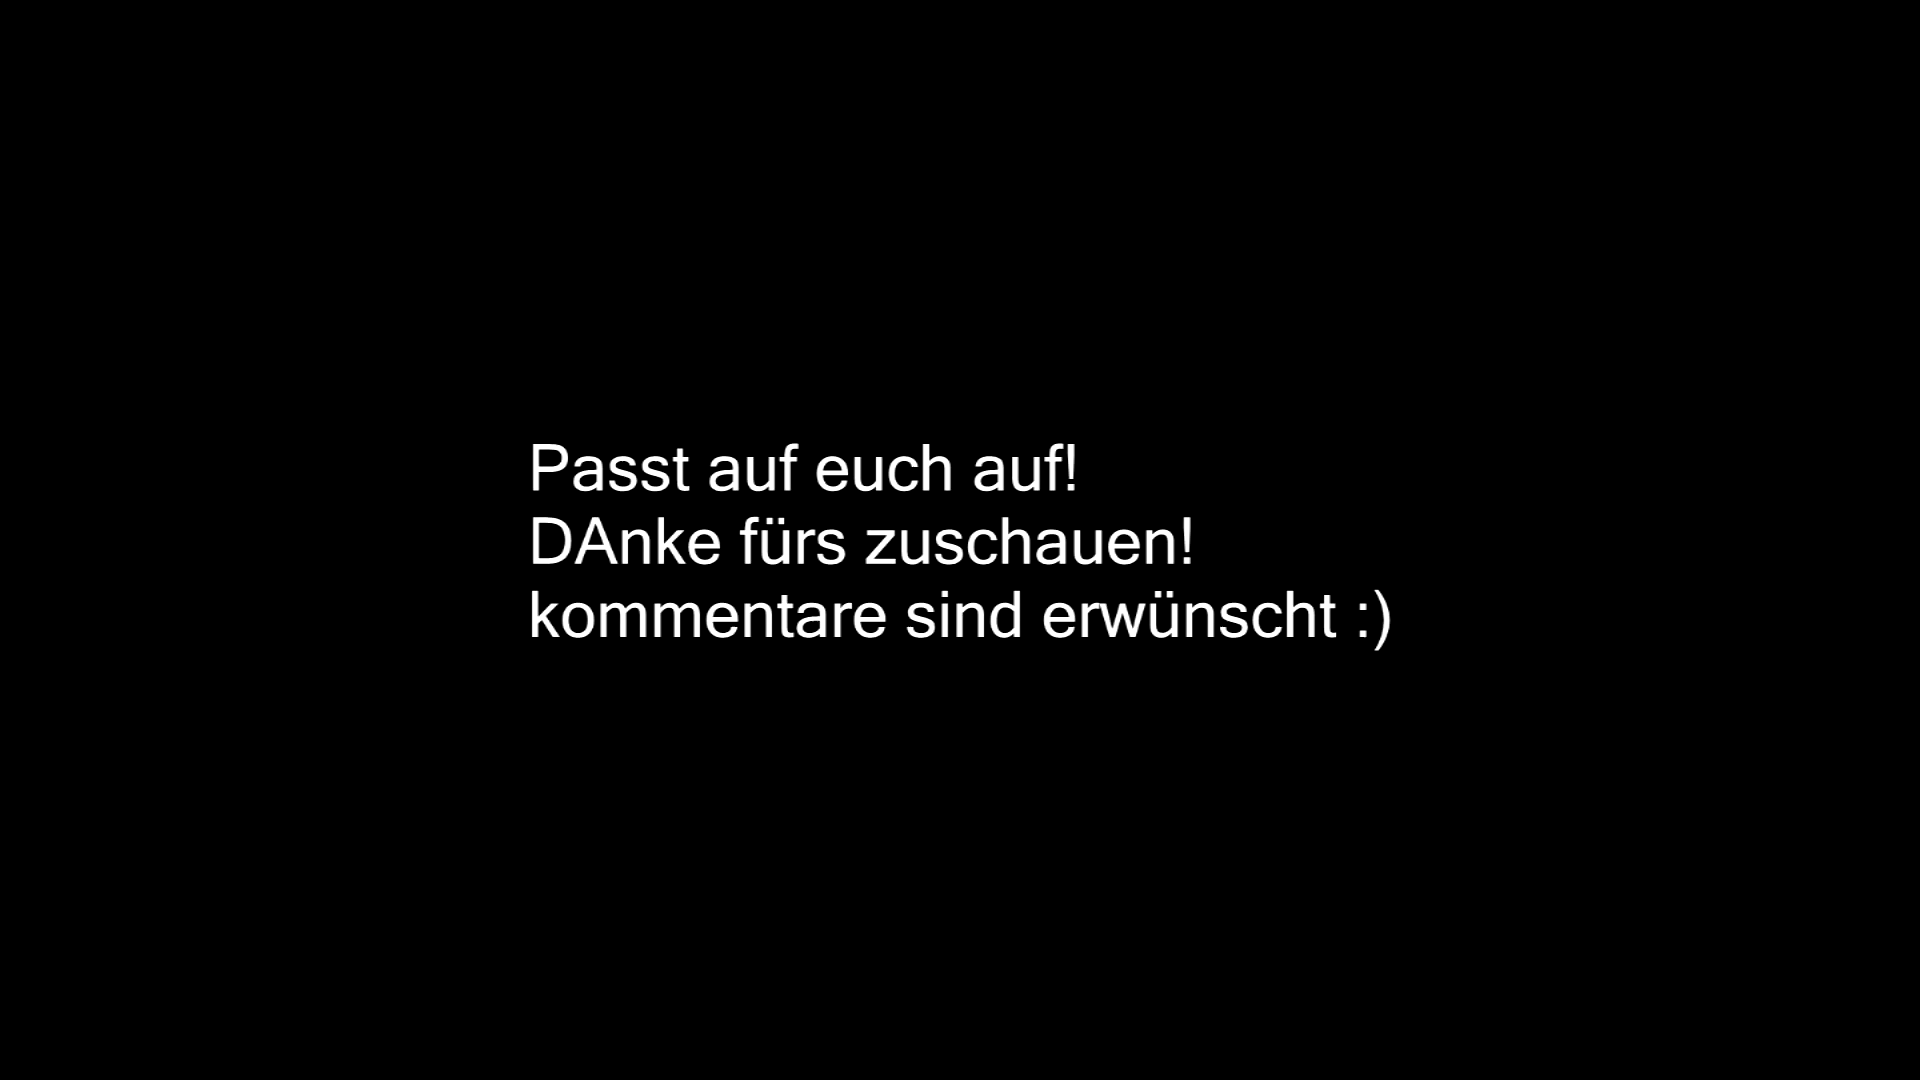 Passt auf euch auf!
DAnke fürs zuschauen!
kommentare sind erwünscht :)